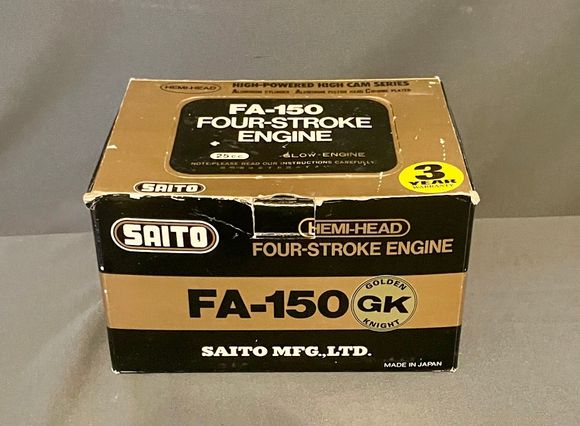 HEMI-HEAD
HIGH-POWERED HIGH CAM SERIES
ALUMINUM CYLINDER ALUMINUM PISTON HARD CHROME PLATED
FA-150
FOUR-STROKE
ENGINE
25cc
GLOW-ENGINE
NOTE:PLEASE READ OUR INSTRUCTIONS CAREFULLY
3
YEAR
WARRANTY
SAITO
SAITO
HEMI-HEAD
FOUR-STROKE ENGINE
FA-150
GOLDEN
GK
KNIGHT
SAITO MFG.,LTD.
MADE IN JAPAN